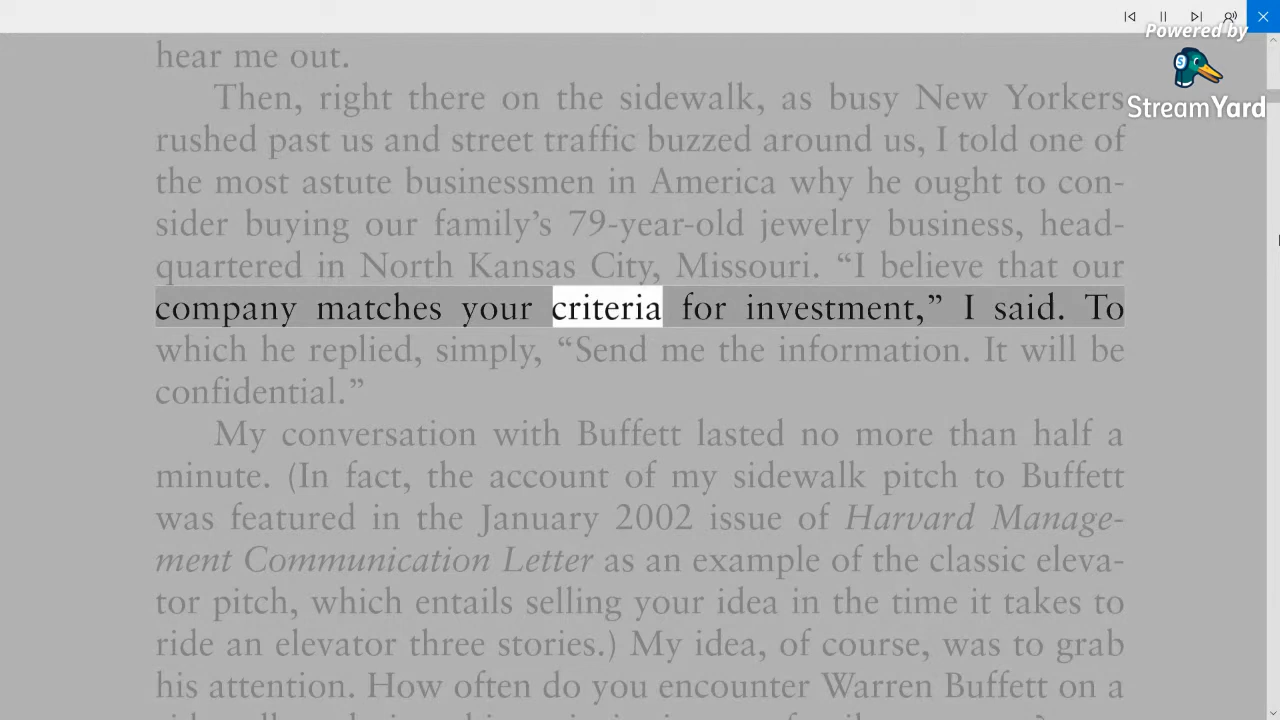 Powered by
StreamYard
hear me out.
Then, right there on the sidewalk, as busy New Yorkers
rushed past us and street traffic buzzed around us, I told one of
the most astute businessmen in America why he ought to con-
sider buying our family’s 79-year-old jewelry business, head-
quartered in North Kansas City, Missouri. “I believe that our
company matches your criteria for investment,” I said. To
which he replied, simply, “Send me the information. It will be
confidential.”
My conversation with Buffett lasted no more than half a
minute. (In fact, the account of my sidewalk pitch to Buffett
was featured in the January 2002 issue of Harvard Manage-
ment Communication Letter as an example of the classic eleva-
tor pitch, which entails selling your idea in the time it takes to
ride an elevator three stories.) My idea, of course, was to grab
his attention. How often do you encounter Warren Buffett on a